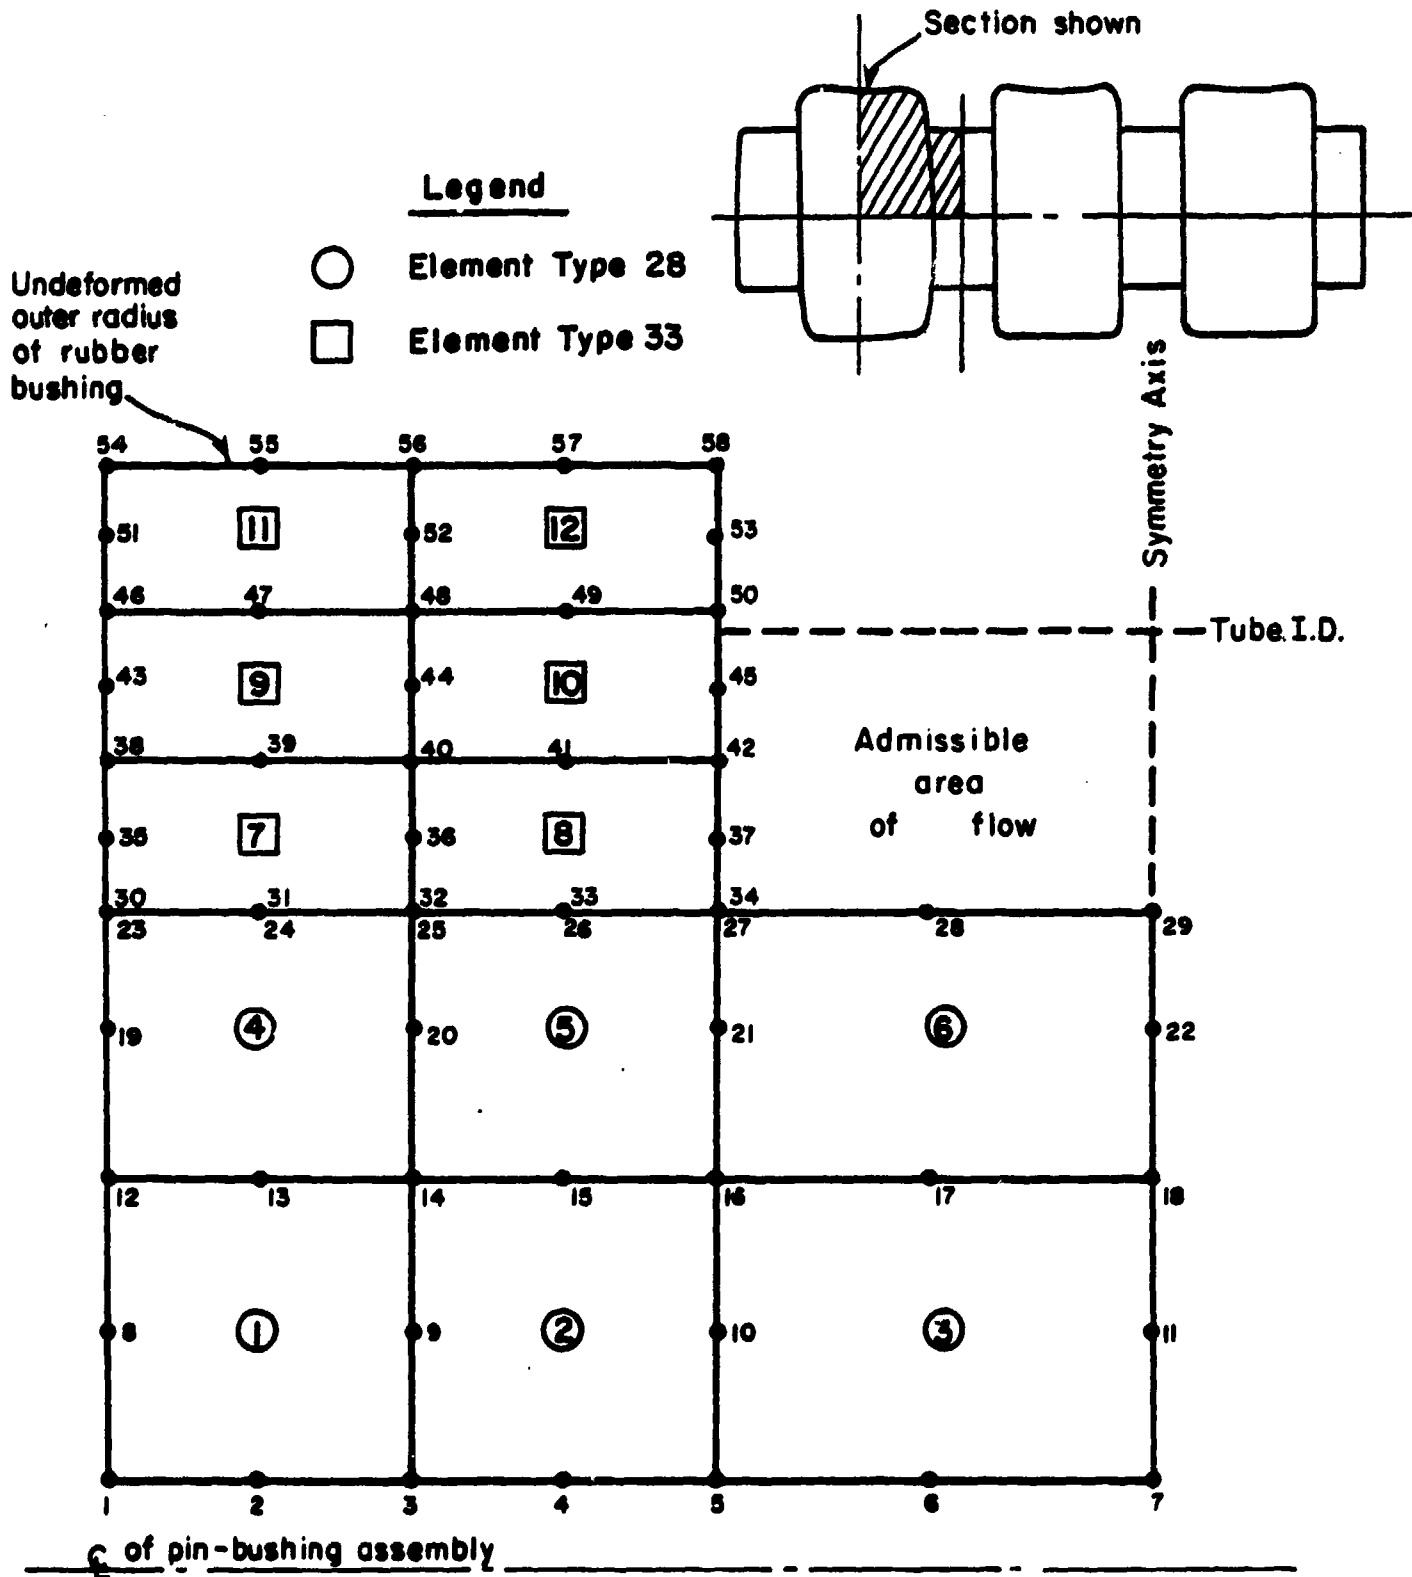 Section shown
Legend
Element Type 28
Element Type 33
Undeformed
outer radius
of rubber
bushing
Symmetry Axis
54 55 56 57 58
51 11 52 12 53
46 47 48 49 50
Tube I.D.
43 9 44 10 45
Admissible
area
of flow
38 39 40 41 42
35 7 36 8 37
30 31 32 33 34
23 24 25 26 27 28 29
19 4 20 5 21 6 22
12 13 14 15 16 17 18
8 1 9 2 10 3 11
1 2 3 4 5 6 7
℄ of pin-bushing assembly